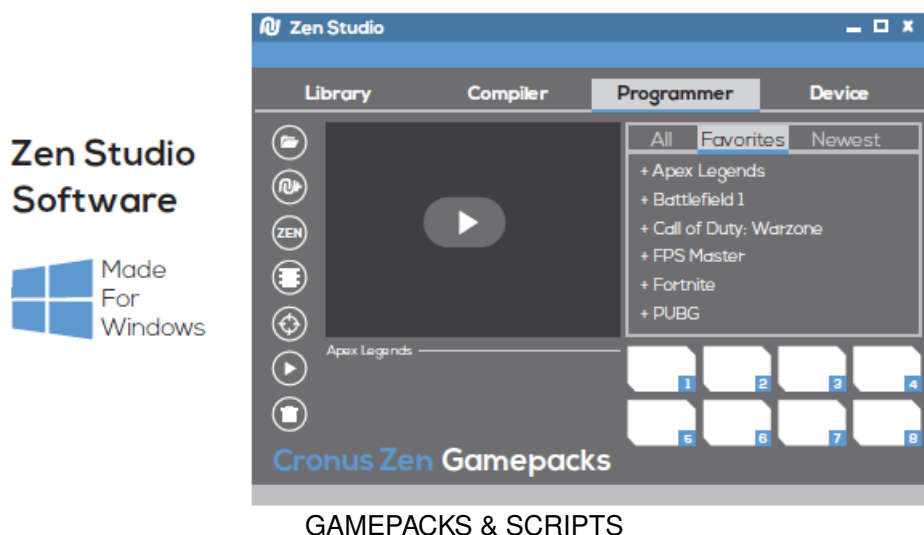 Zen Studio
Library Compiler Programmer Device
Zen Studio
Software
Made
For
Windows
ZEN
All Favorites Newest
+ Apex Legends
+ Battlefield 1
+ Call of Duty: Warzone
+ FPS Master
+ Fortnite
+ PUBG
Apex Legends
1 2 3 4
5 6 7 8
Cronus Zen Gamepacks
GAMEPACKS & SCRIPTS